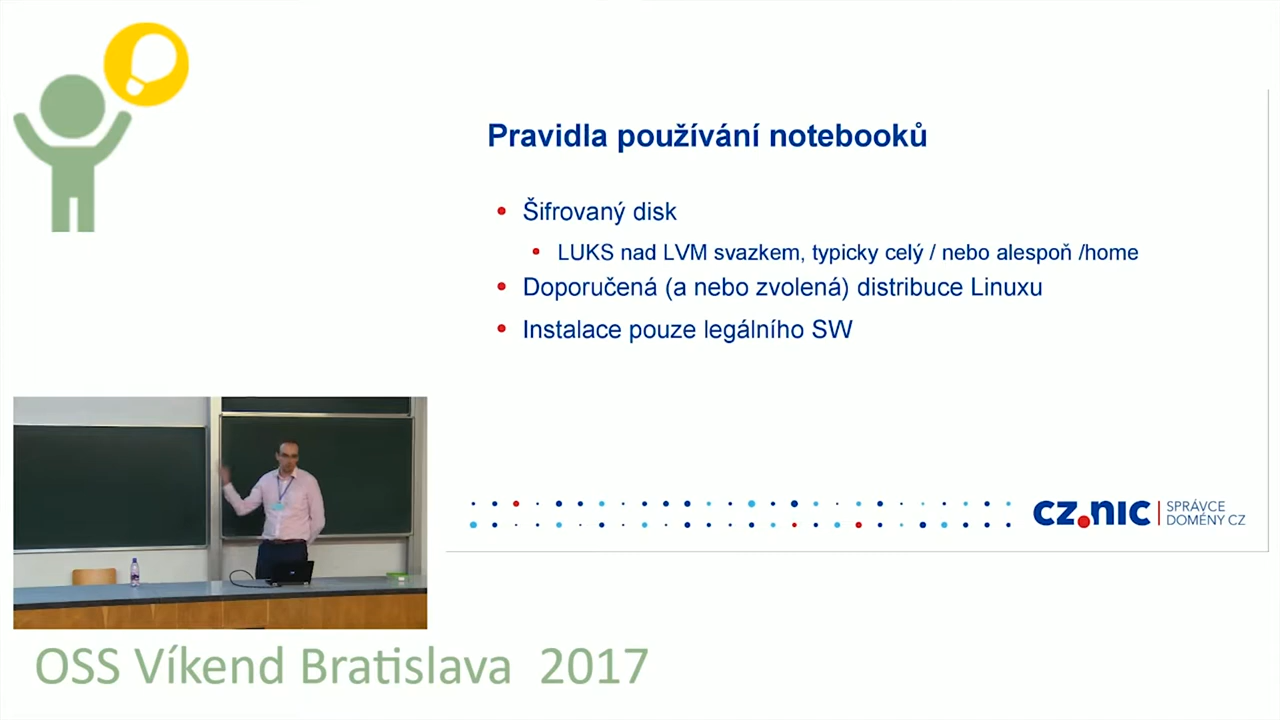 Pravidla používání notebooků
Šifrovaný disk
LUKS nad LVM svazkem, typicky celý / nebo alespoň /home
Doporučená (a nebo zvolená) distribuce Linuxu
Instalace pouze legálního SW
cz.nic
SPRÁVCE
DOMÉNY CZ
OSS Víkend Bratislava 2017